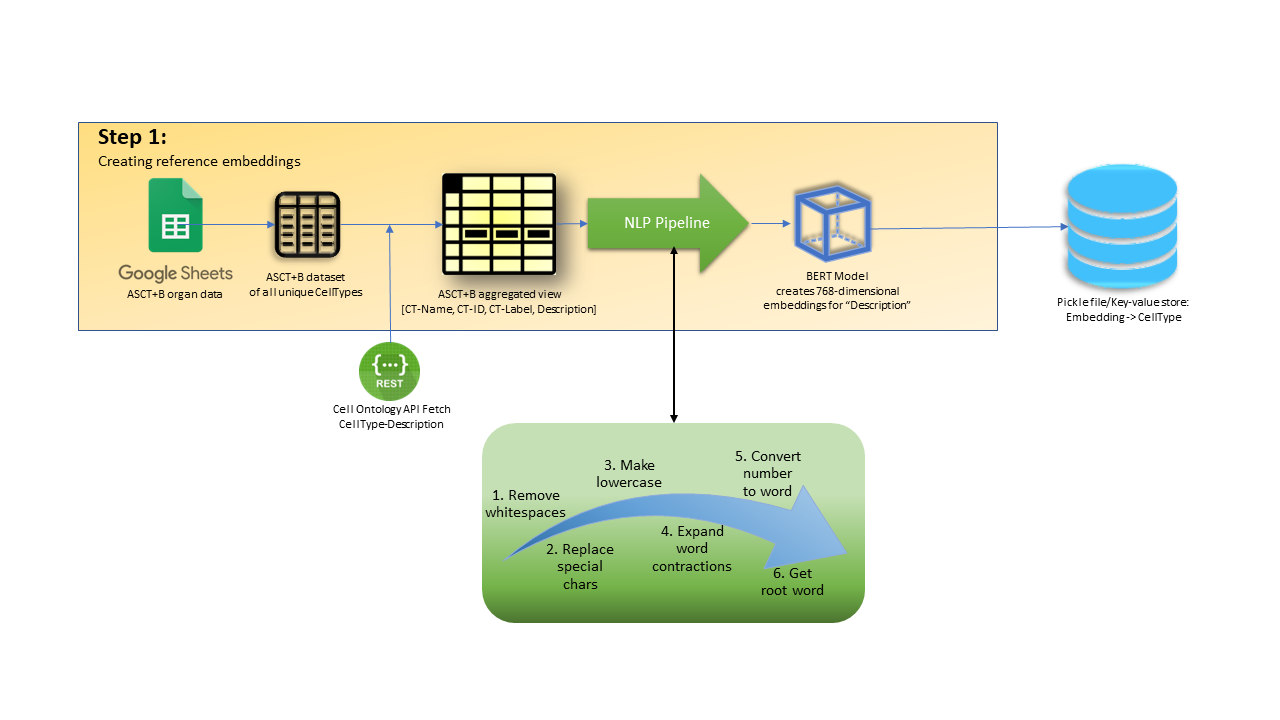 Step 1:
Creating reference embeddings
Google Sheets
ASCT+B organ data
ASCT+B dataset
of all unique CellTypes
ASCT+B aggregated view
[CT-Name, CT-ID, CT-Label, Description]
NLP Pipeline
BERT Model
creates 768-dimensional
embeddings for “Description”
Pickle file/Key-value store:
Embedding -> CellType
{...}
REST
Cell Ontology API Fetch
CellType-Description
1. Remove
whitespaces
2. Replace
special
chars
3. Make
lowercase
4. Expand
word
contractions
5. Convert
number
to word
6. Get
root word